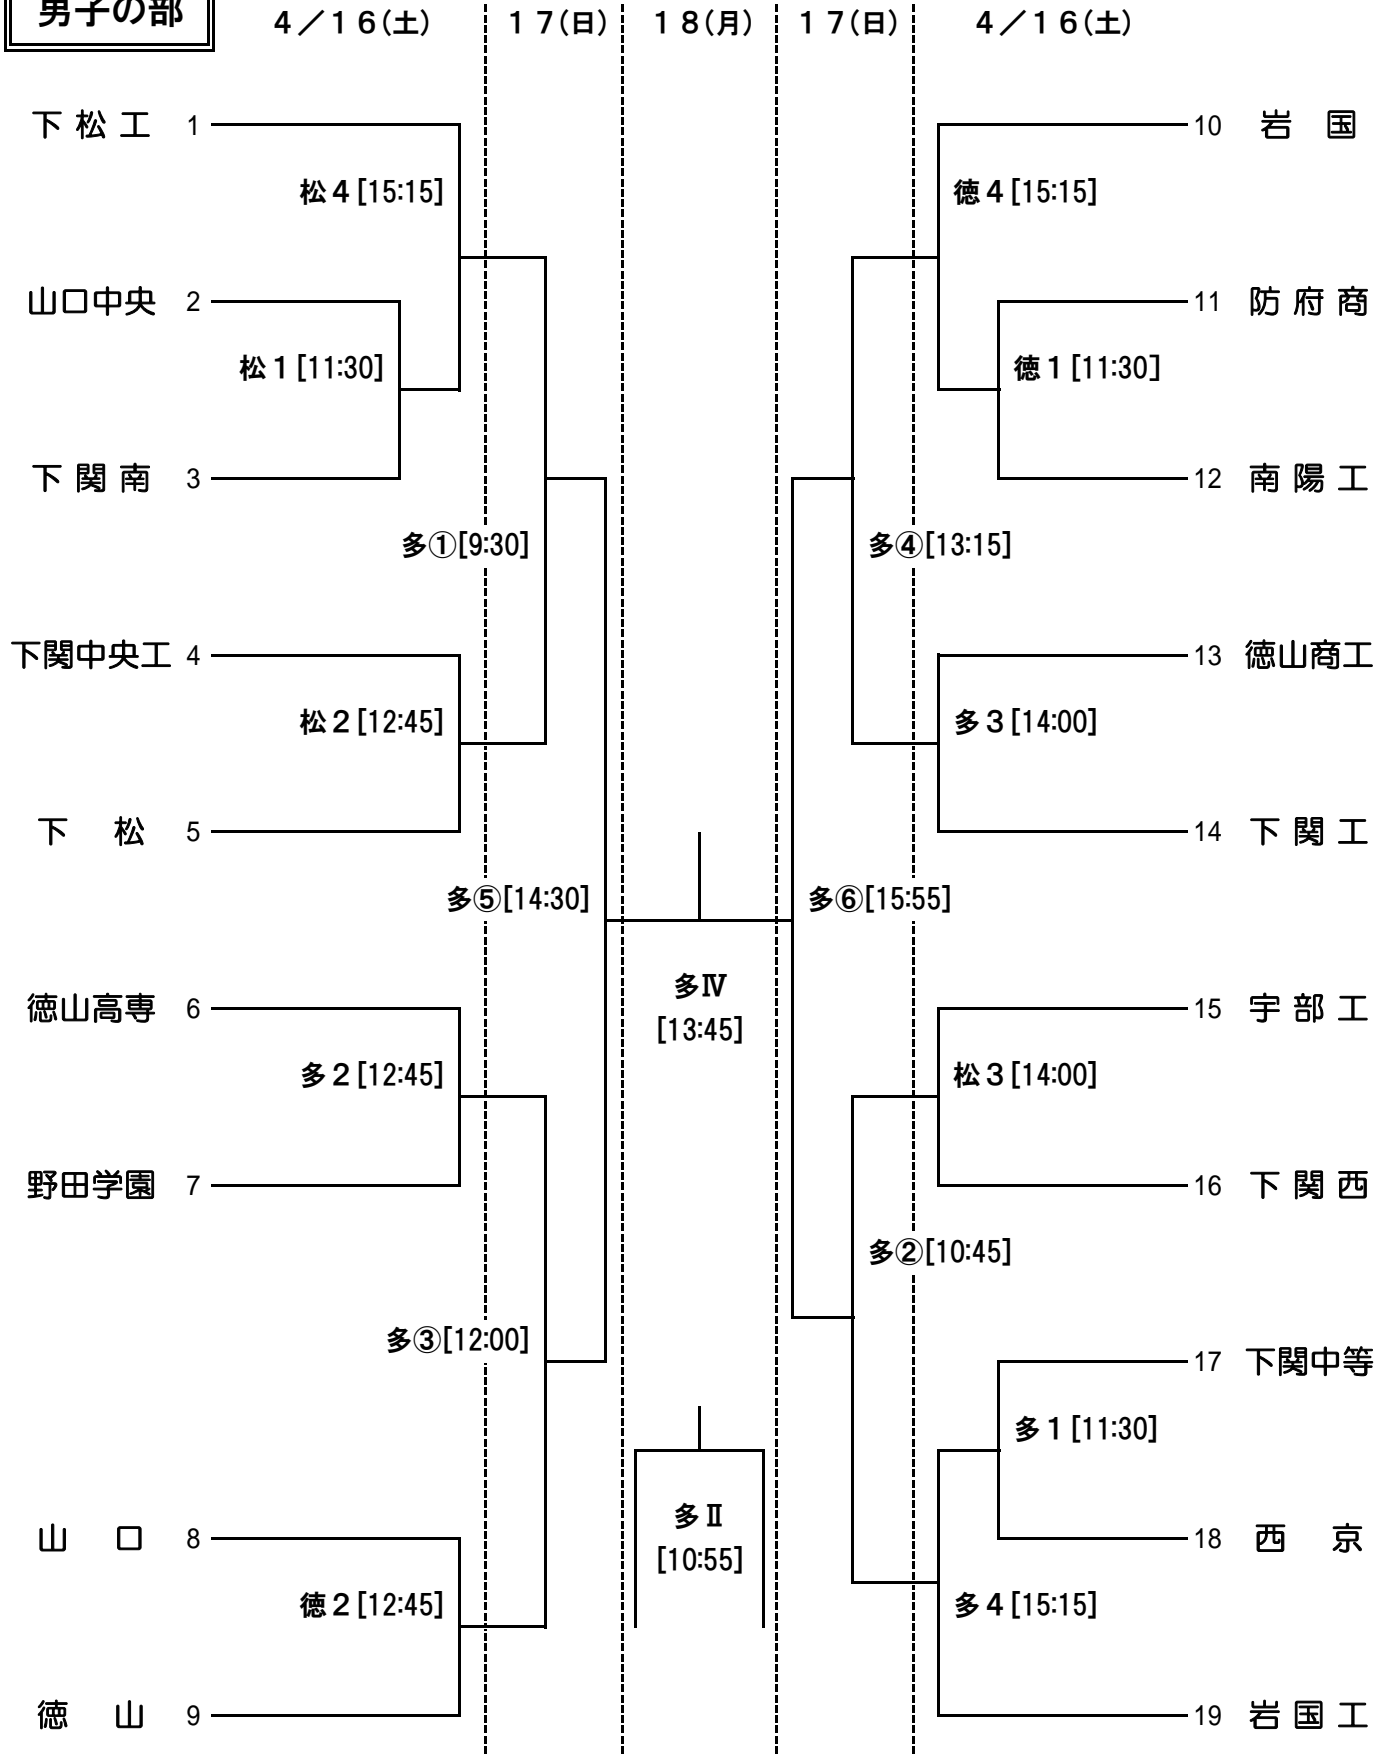 男子の部
4／16(土) 17(日) 18(月) 17(日) 4／16(土)
下松工 1
10 岩国
松4[15:15]
徳4[15:15]
山口中央 2
11 防府商
松1[11:30]
徳1[11:30]
下関南 3
12 南陽工
多①[9:30]
多④[13:15]
下関中央工 4
13 徳山商工
松2[12:45]
多3[14:00]
下松 5
14 下関工
多⑤[14:30]
多⑥[15:55]
多Ⅳ
[13:45]
徳山高専 6
15 宇部工
多2[12:45]
松3[14:00]
野田学園 7
16 下関西
多②[10:45]
多③[12:00]
17 下関中等
多1[11:30]
多Ⅱ
[10:55]
山口 8
18 西京
徳2[12:45]
多4[15:15]
徳山 9
19 岩国工